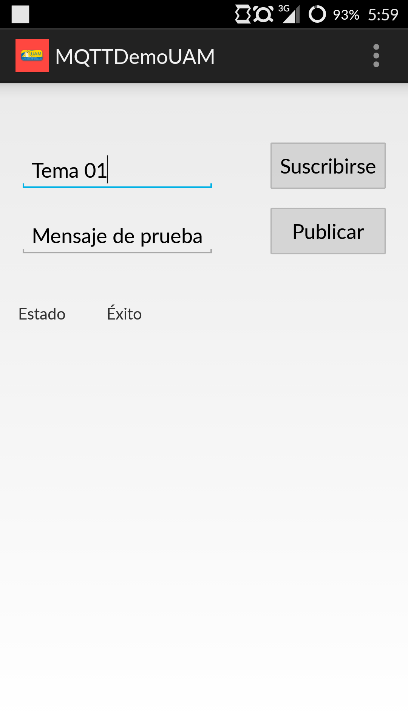 3G 93% 5:59
MQTTDemoUAM
Tema 01 Suscribirse
Mensaje de prueba Publicar
Estado Éxito